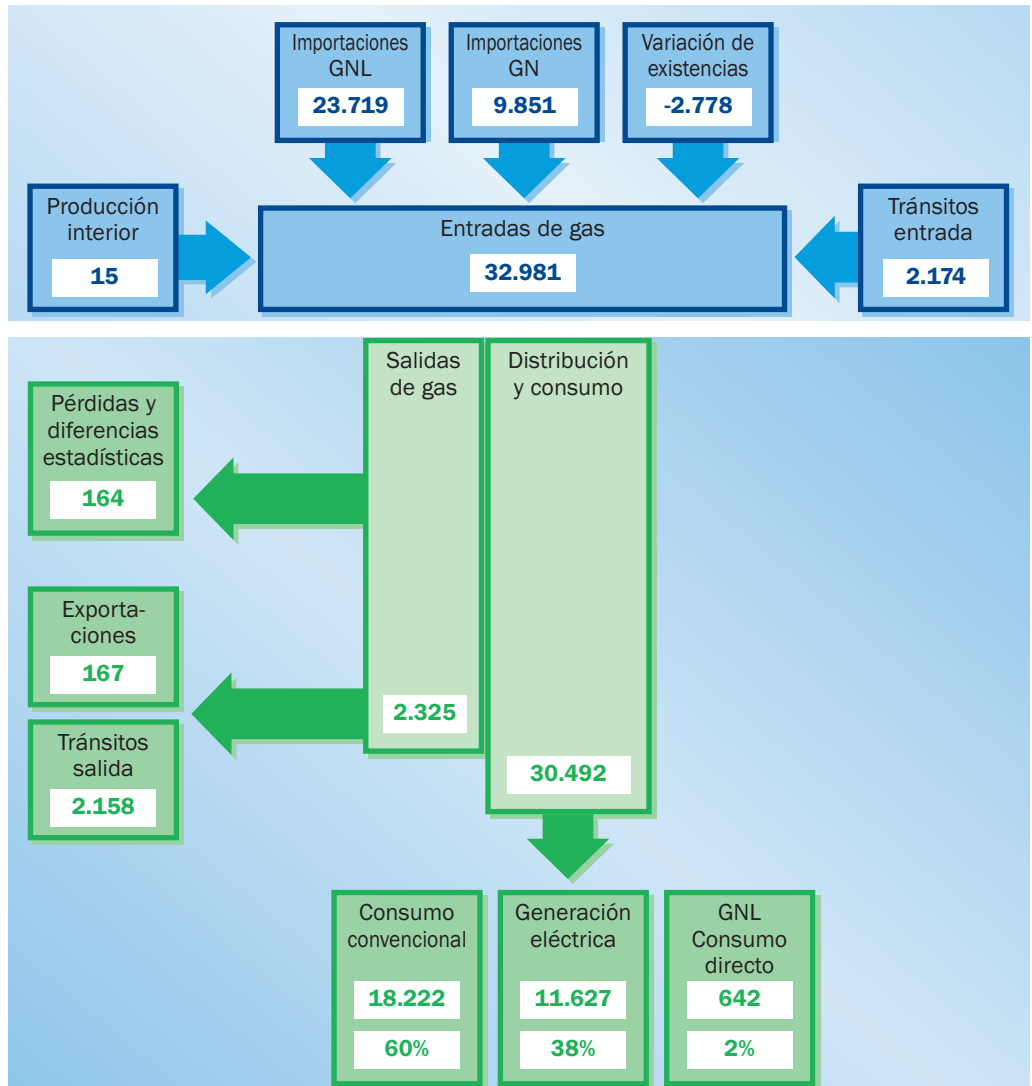 Importaciones
GNL
23.719
Importaciones
GN
9.851
Variación de
existencias
-2.778
Producción
interior
15
Entradas de gas
32.981
Tránsitos
entrada
2.174
Salidas
de gas
2.325
Distribución
y consumo
30.492
Pérdidas y
diferencias
estadísticas
164
Exporta-
ciones
167
Tránsitos
salida
2.158
Consumo
convencional
18.222
60%
Generación
eléctrica
11.627
38%
GNL
Consumo
directo
642
2%